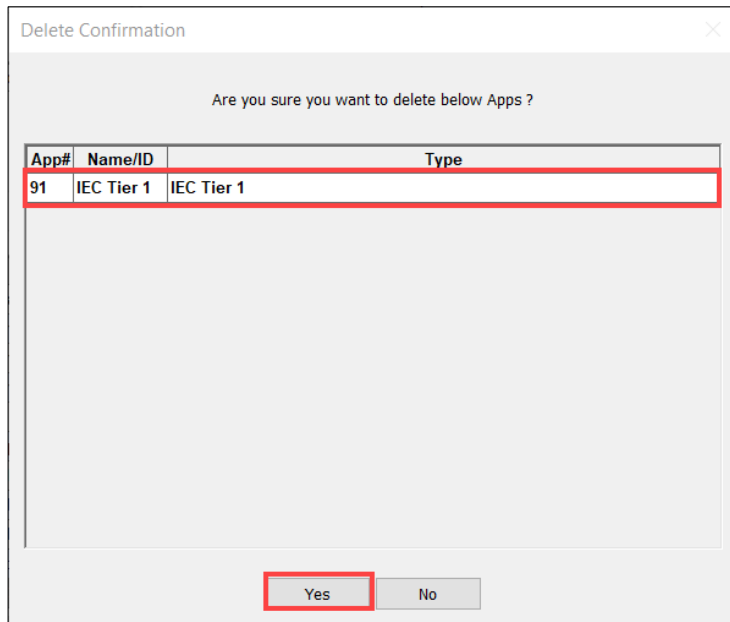 Delete Confirmation
Are you sure you want to delete below Apps ?
App# Name/ID Type
91 IEC Tier 1 IEC Tier 1
Yes No